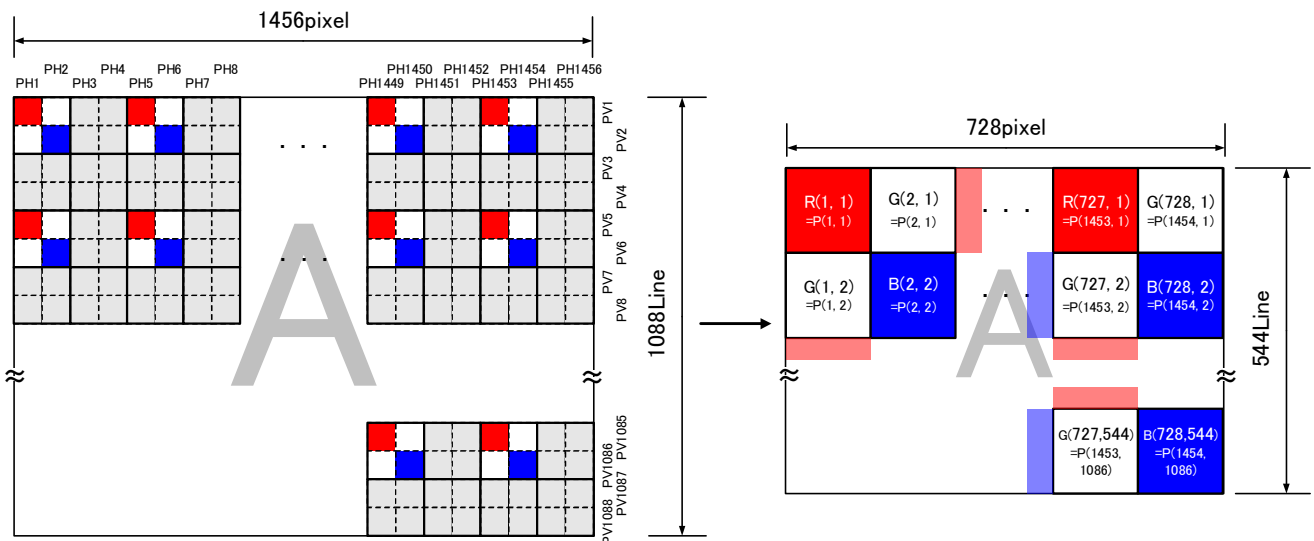 1456pixel
PH2 PH4 PH6 PH8 PH1450 PH1452 PH1454 PH1456
PH1 PH3 PH5 PH7 PH1449 PH1451 PH1453 PH1455
PV1
PV2
PV3
PV4
PV5
PV6
PV7
PV8
. . .
. . .
A
1088Line
PV1085
PV1086
PV1087
PV1088
728pixel
R(1, 1)
=P(1, 1)
G(2, 1)
=P(2, 1)
. . .
R(727, 1)
=P(1453, 1)
G(728, 1)
=P(1454, 1)
G(1, 2)
=P(1, 2)
B(2, 2)
=P(2, 2)
. . .
G(727, 2)
=P(1453, 2)
B(728, 2)
=P(1454, 2)
A
544Line
G(727,544)
=P(1453,
1086)
B(728,544)
=P(1454,
1086)